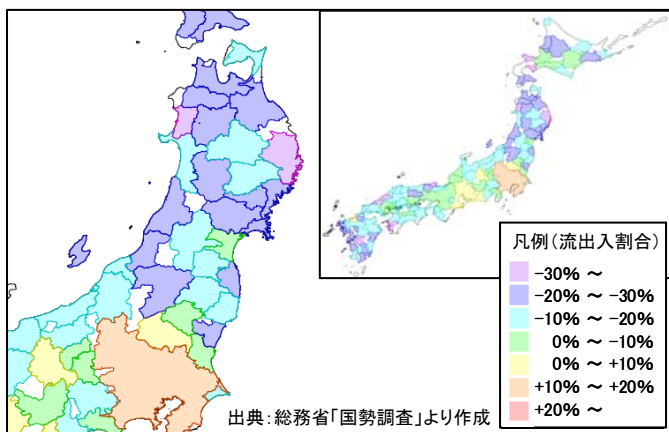 凡例(流出入割合)
-30% ～
-20% ～ -30%
-10% ～ -20%
0% ～ -10%
0% ～ +10%
+10% ～ +20%
+20% ～
出典：総務省「国勢調査」より作成